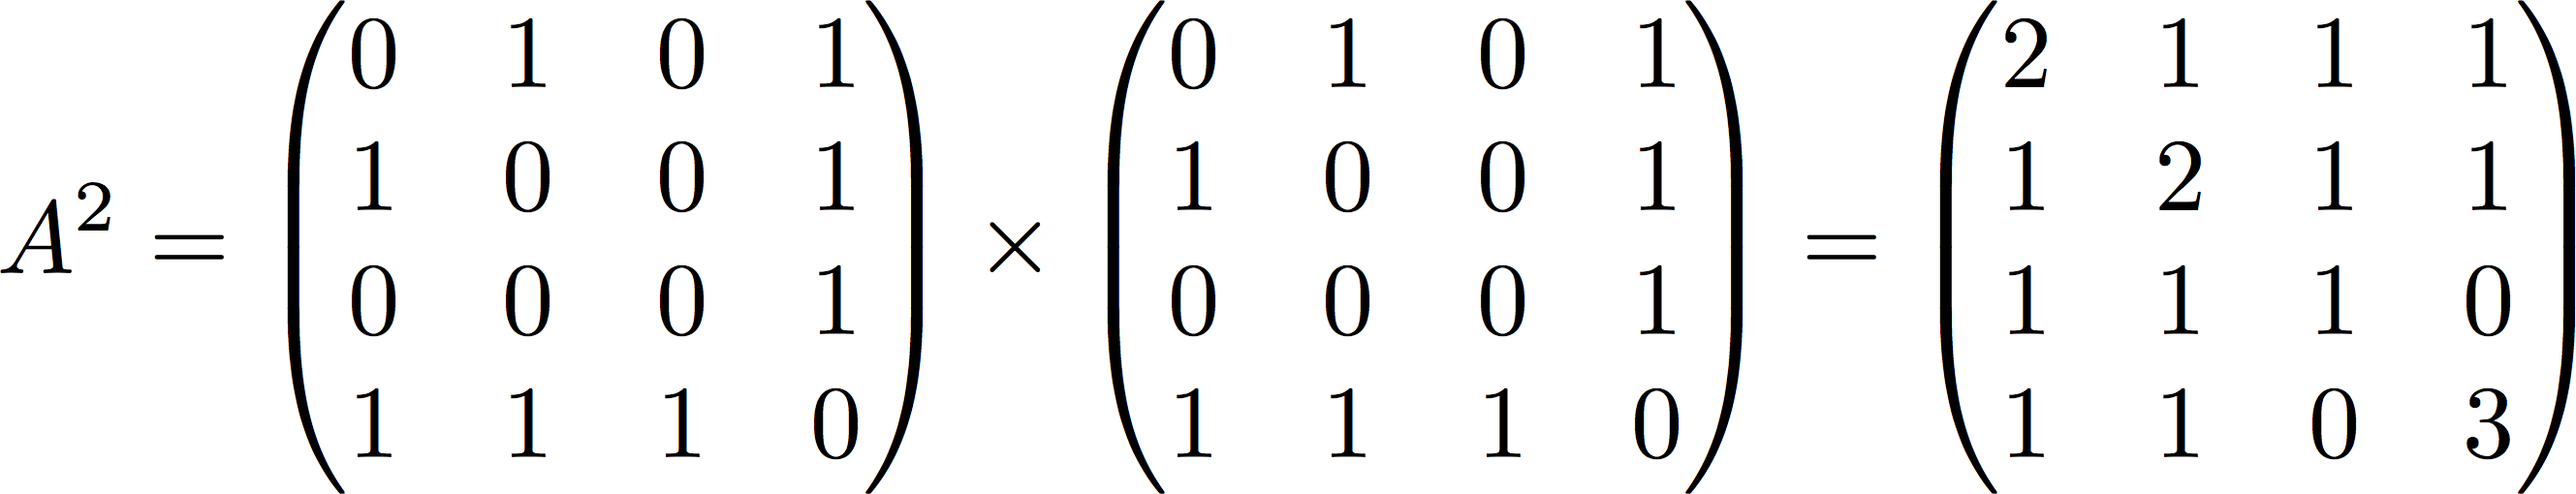 A² = (0 1 0 1
1 0 0 1
0 0 0 1
1 1 1 0) × (0 1 0 1
1 0 0 1
0 0 0 1
1 1 1 0) = (2 1 1 1
1 2 1 1
1 1 1 0
1 1 0 3)